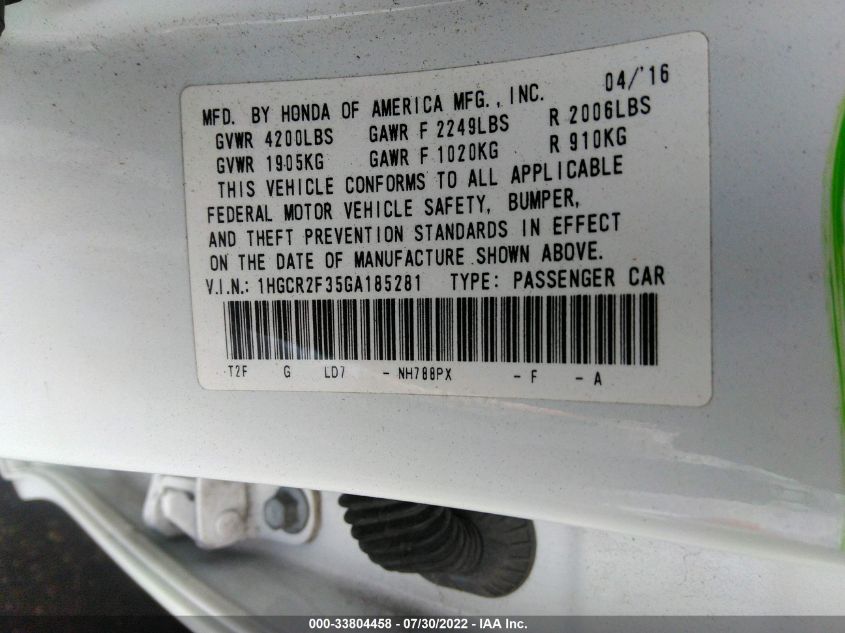 04/'16
MFD. BY HONDA OF AMERICA MFG., INC.
GVWR 4200LBS GAWR F 2249LBS R 2006LBS
GVWR 1905KG GAWR F 1020KG R 910KG
THIS VEHICLE CONFORMS TO ALL APPLICABLE
FEDERAL MOTOR VEHICLE SAFETY, BUMPER,
AND THEFT PREVENTION STANDARDS IN EFFECT
ON THE DATE OF MANUFACTURE SHOWN ABOVE.
V.I.N.: 1HGCR2F35GA185281 TYPE: PASSENGER CAR
T2F G LD7 - NH788PX - F - A
000-33804458 - 07/30/2022 - IAA Inc.